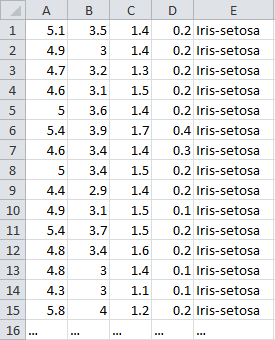 A B C D E
1 5.1 3.5 1.4 0.2 Iris-setosa
2 4.9 3 1.4 0.2 Iris-setosa
3 4.7 3.2 1.3 0.2 Iris-setosa
4 4.6 3.1 1.5 0.2 Iris-setosa
5 5 3.6 1.4 0.2 Iris-setosa
6 5.4 3.9 1.7 0.4 Iris-setosa
7 4.6 3.4 1.4 0.3 Iris-setosa
8 5 3.4 1.5 0.2 Iris-setosa
9 4.4 2.9 1.4 0.2 Iris-setosa
10 4.9 3.1 1.5 0.1 Iris-setosa
11 5.4 3.7 1.5 0.2 Iris-setosa
12 4.8 3.4 1.6 0.2 Iris-setosa
13 4.8 3 1.4 0.1 Iris-setosa
14 4.3 3 1.1 0.1 Iris-setosa
15 5.8 4 1.2 0.2 Iris-setosa
16 ... ... ... ... ...